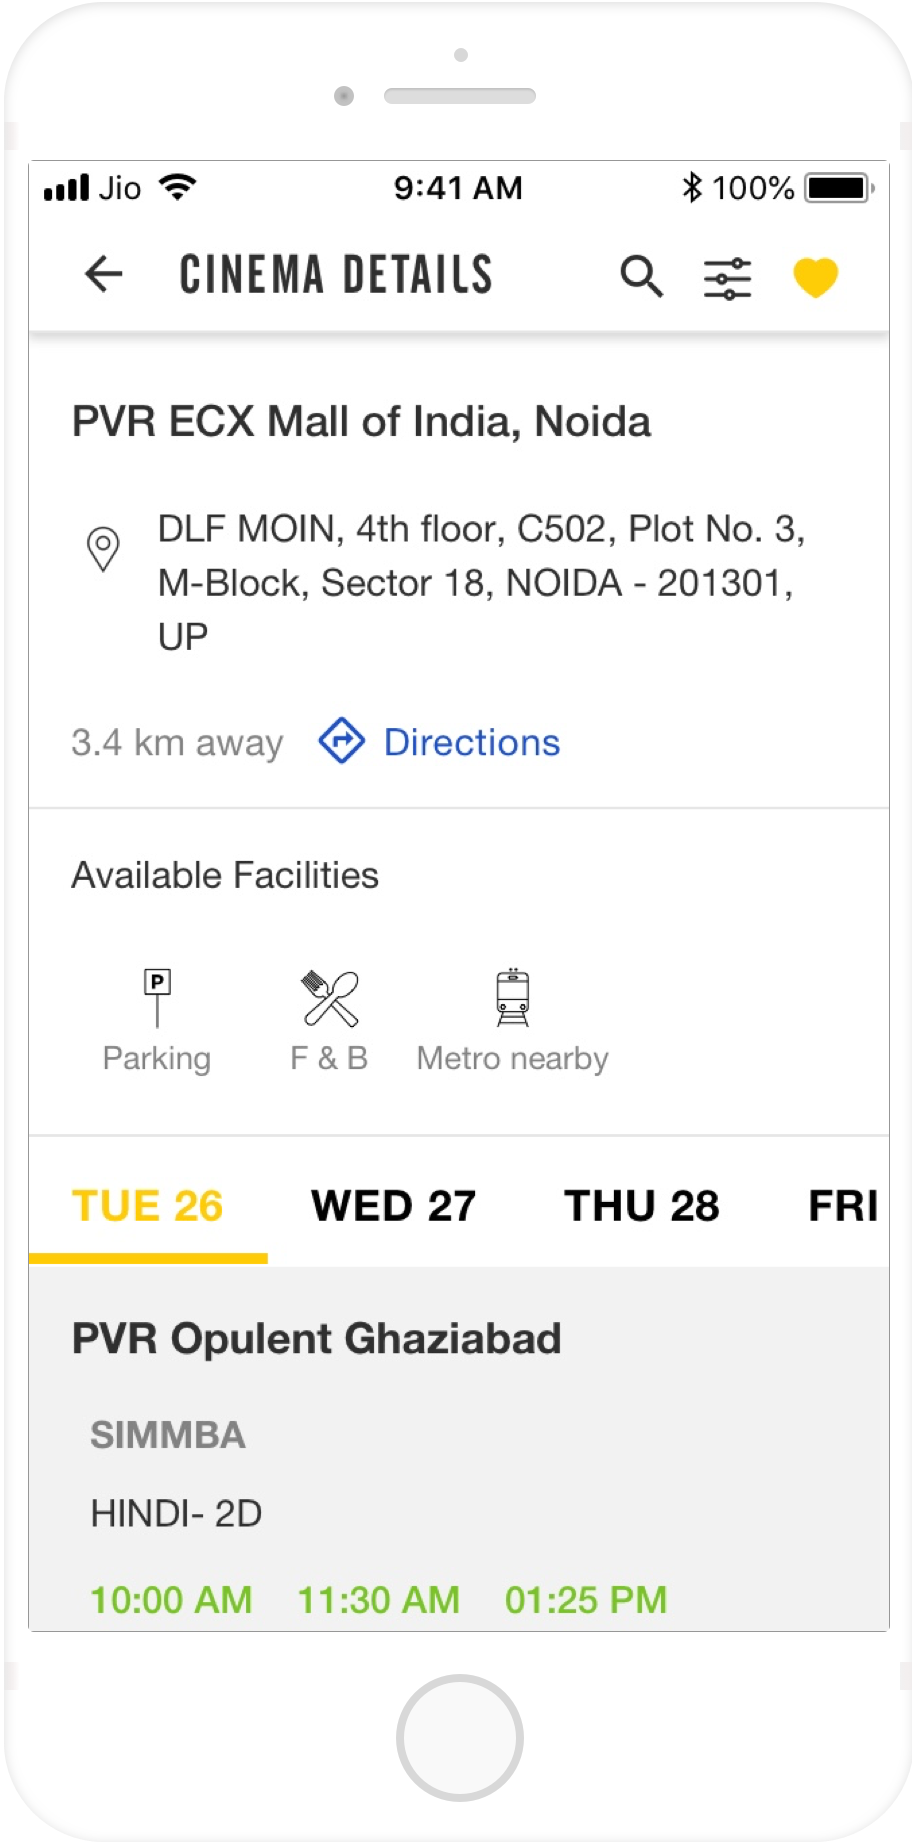 Jio 9:41 AM 100%
CINEMA DETAILS
PVR ECX Mall of India, Noida
DLF MOIN, 4th floor, C502, Plot No. 3,
M-Block, Sector 18, NOIDA - 201301,
UP
3.4 km away Directions
Available Facilities
P
Parking F & B Metro nearby
TUE 26 WED 27 THU 28 FRI
PVR Opulent Ghaziabad
SIMMBA
HINDI- 2D
10:00 AM 11:30 AM 01:25 PM